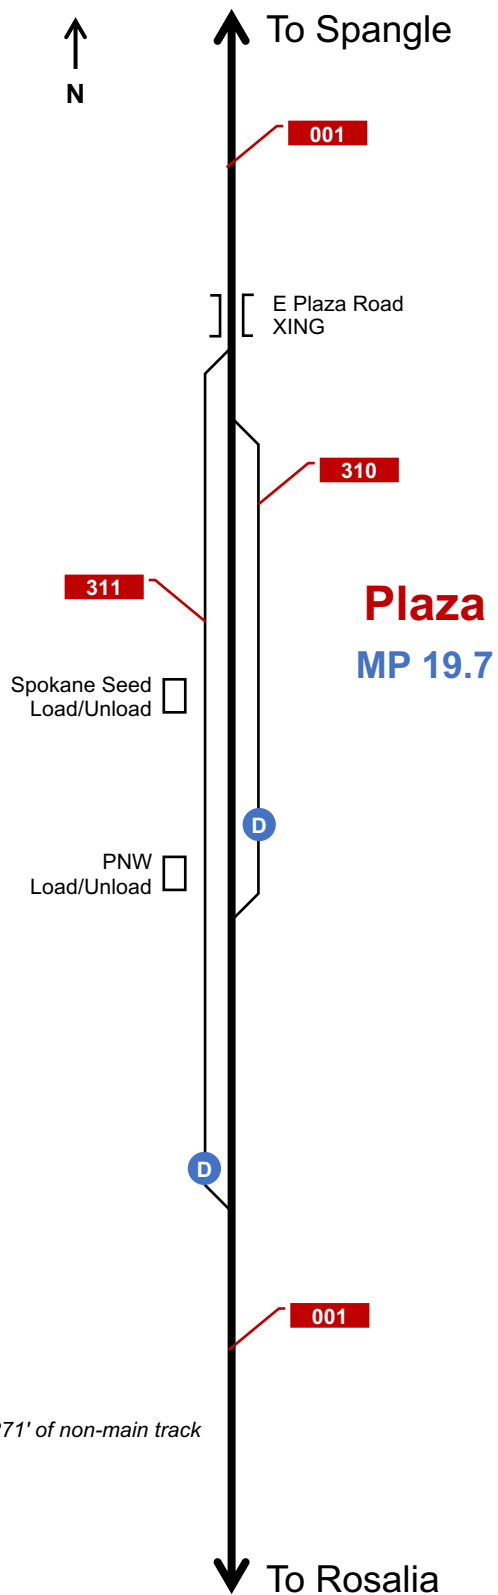 To Spangle
N
001
E Plaza Road
XING
310
311
Plaza
MP 19.7
Spokane Seed
Load/Unload
D
PNW
Load/Unload
D
001
71' of non-main track
To Rosalia